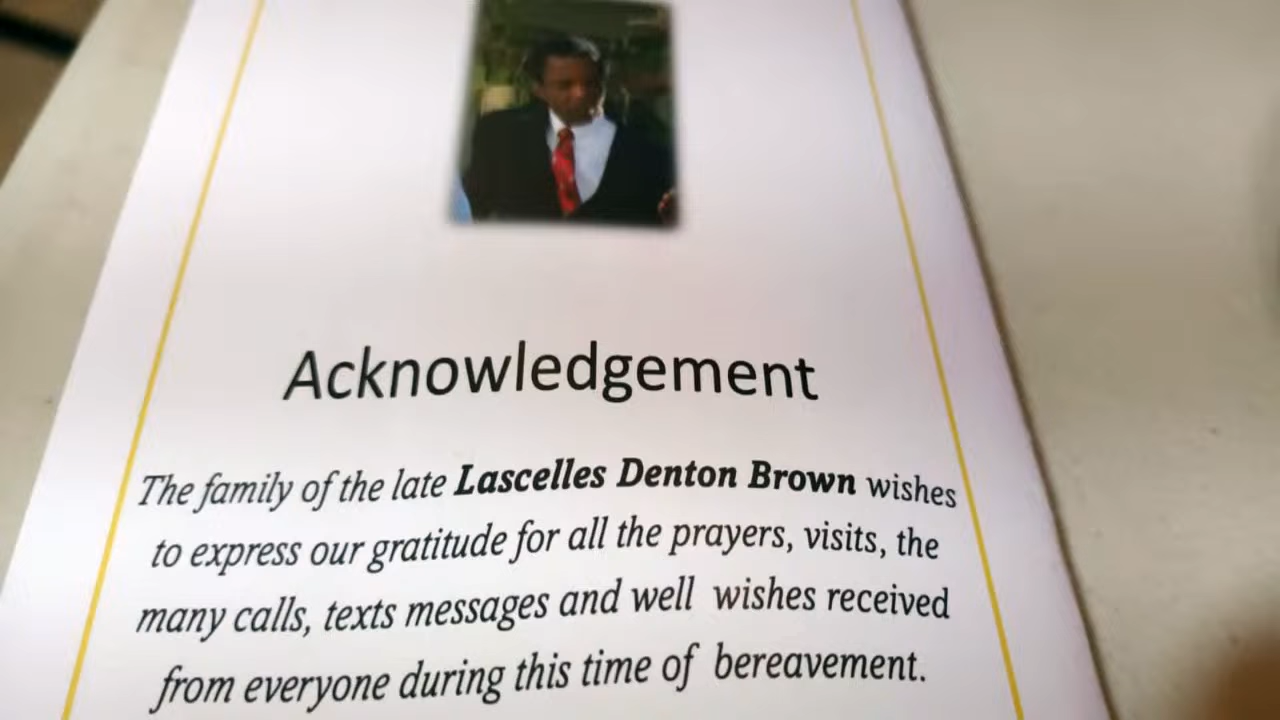 Acknowledgement
The family of the late Lascelles Denton Brown wishes
to express our gratitude for all the prayers, visits, the
many calls, texts messages and well wishes received
from everyone during this time of bereavement.